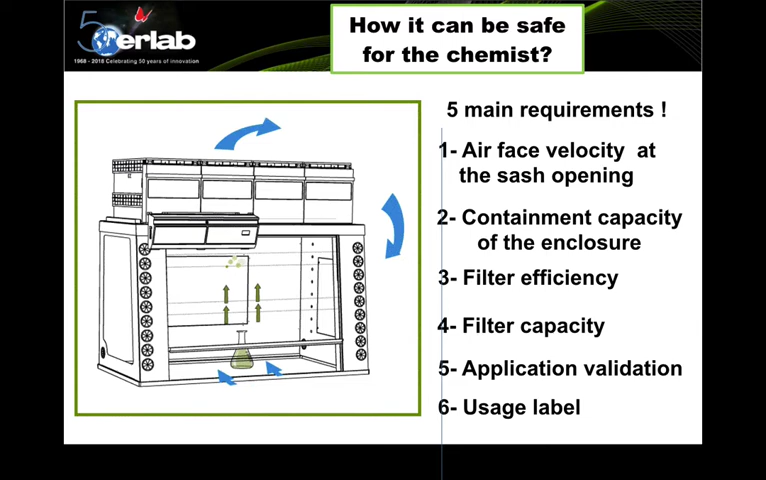 50
erlab
1968 - 2018 Celebrating 50 years of innovation
How it can be safe
for the chemist?
5 main requirements !
1- Air face velocity at
the sash opening
2- Containment capacity
of the enclosure
3- Filter efficiency
4- Filter capacity
5- Application validation
6- Usage label